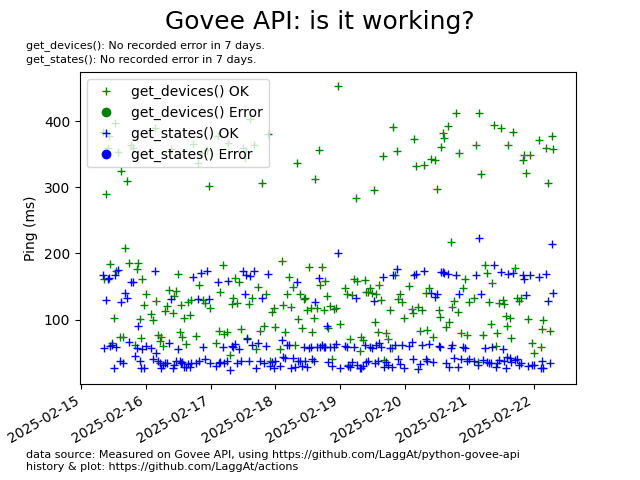 Govee API: is it working?
get_devices(): No recorded error in 7 days.
get_states(): No recorded error in 7 days.
get_devices() OK
get_devices() Error
get_states() OK
get_states() Error
Ping (ms)
400
300
200
100
2025-02-15
2025-02-16
2025-02-17
2025-02-18
2025-02-19
2025-02-20
2025-02-21
2025-02-22
data source: Measured on Govee API, using https://github.com/LaggAt/python-govee-api
history & plot: https://github.com/LaggAt/actions